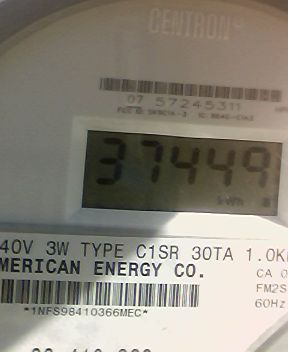 CENTRON®
07 57245311
37449
kWh
40V 3W TYPE C1SR 30TA 1.0K
MERICAN ENERGY CO.
CA 0
FM2S
60Hz
*1NFS98410366MEC*